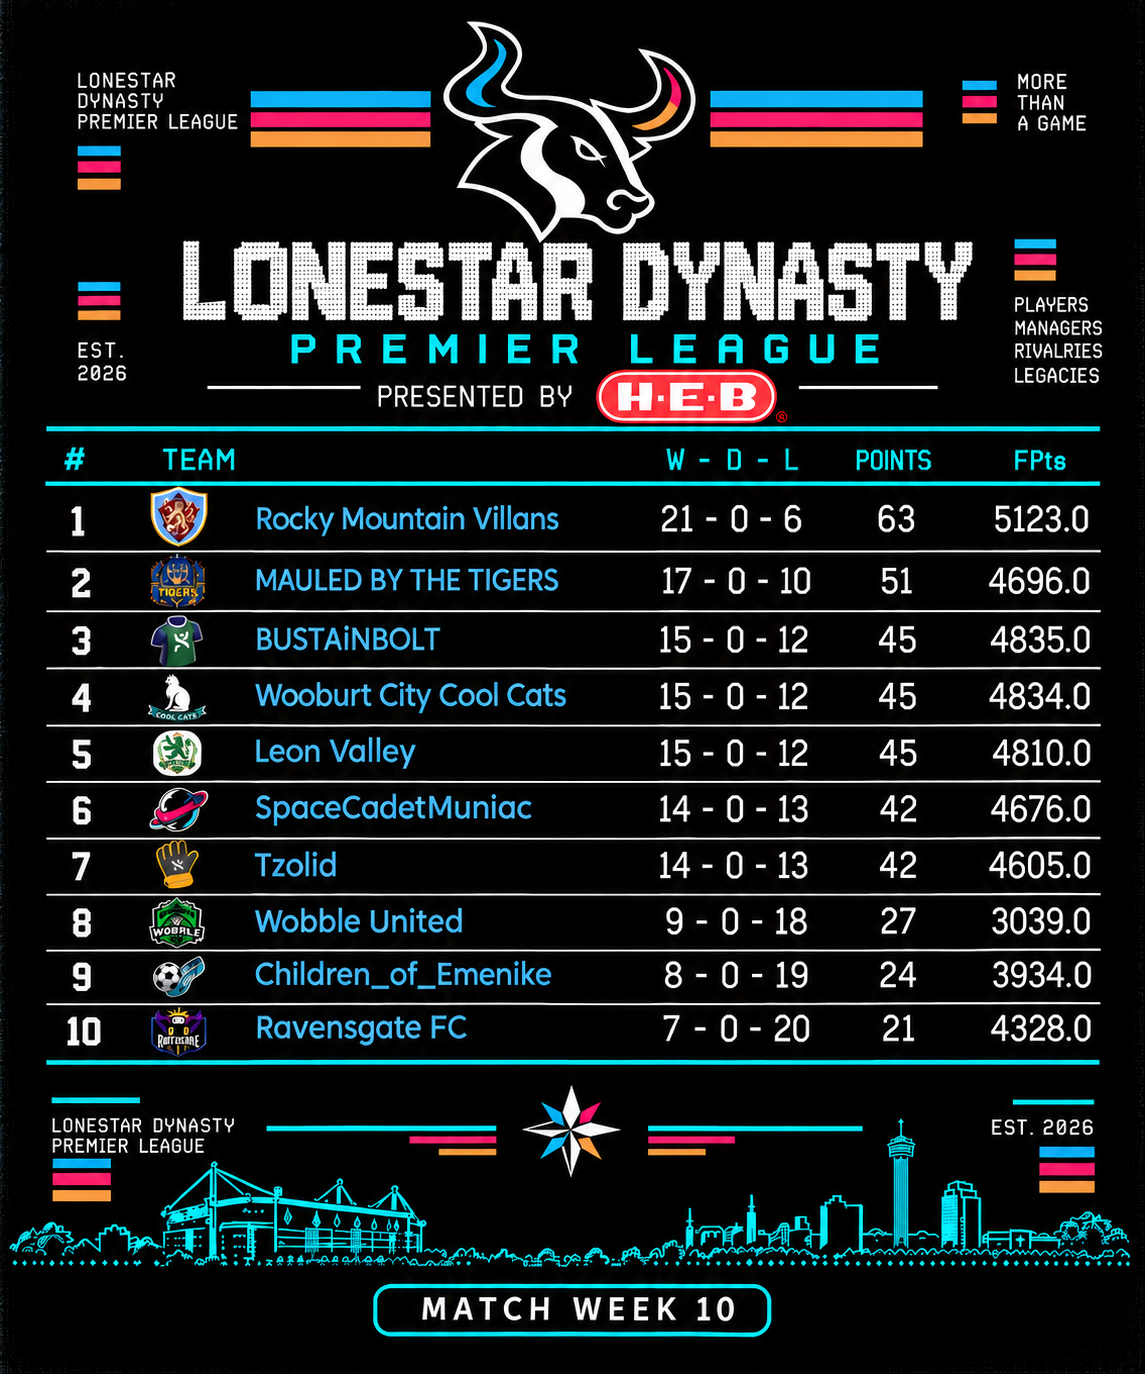 LONESTAR
DYNASTY
PREMIER LEAGUE
MORE
THAN
A GAME
LONESTAR DYNASTY
PREMIER LEAGUE
PRESENTED BY H·E·B ®
EST.
2026
PLAYERS
MANAGERS
RIVALRIES
LEGACIES
# TEAM W - D - L POINTS FPts
1 Rocky Mountain Villans 21 - 0 - 6 63 5123.0
2 TIGERS MAULED BY THE TIGERS 17 - 0 - 10 51 4696.0
3 BUSTAiNBOLT 15 - 0 - 12 45 4835.0
4 COOL CATS Wooburt City Cool Cats 15 - 0 - 12 45 4834.0
5 Leon Valley 15 - 0 - 12 45 4810.0
6 SpaceCadetMuniac 14 - 0 - 13 42 4676.0
7 Tzolid 14 - 0 - 13 42 4605.0
8 WOBBLE Wobble United 9 - 0 - 18 27 3039.0
9 Children_of_Emenike 8 - 0 - 19 24 3934.0
10 Ravensgate FC 7 - 0 - 20 21 4328.0
LONESTAR DYNASTY
PREMIER LEAGUE
EST. 2026
MATCH WEEK 10